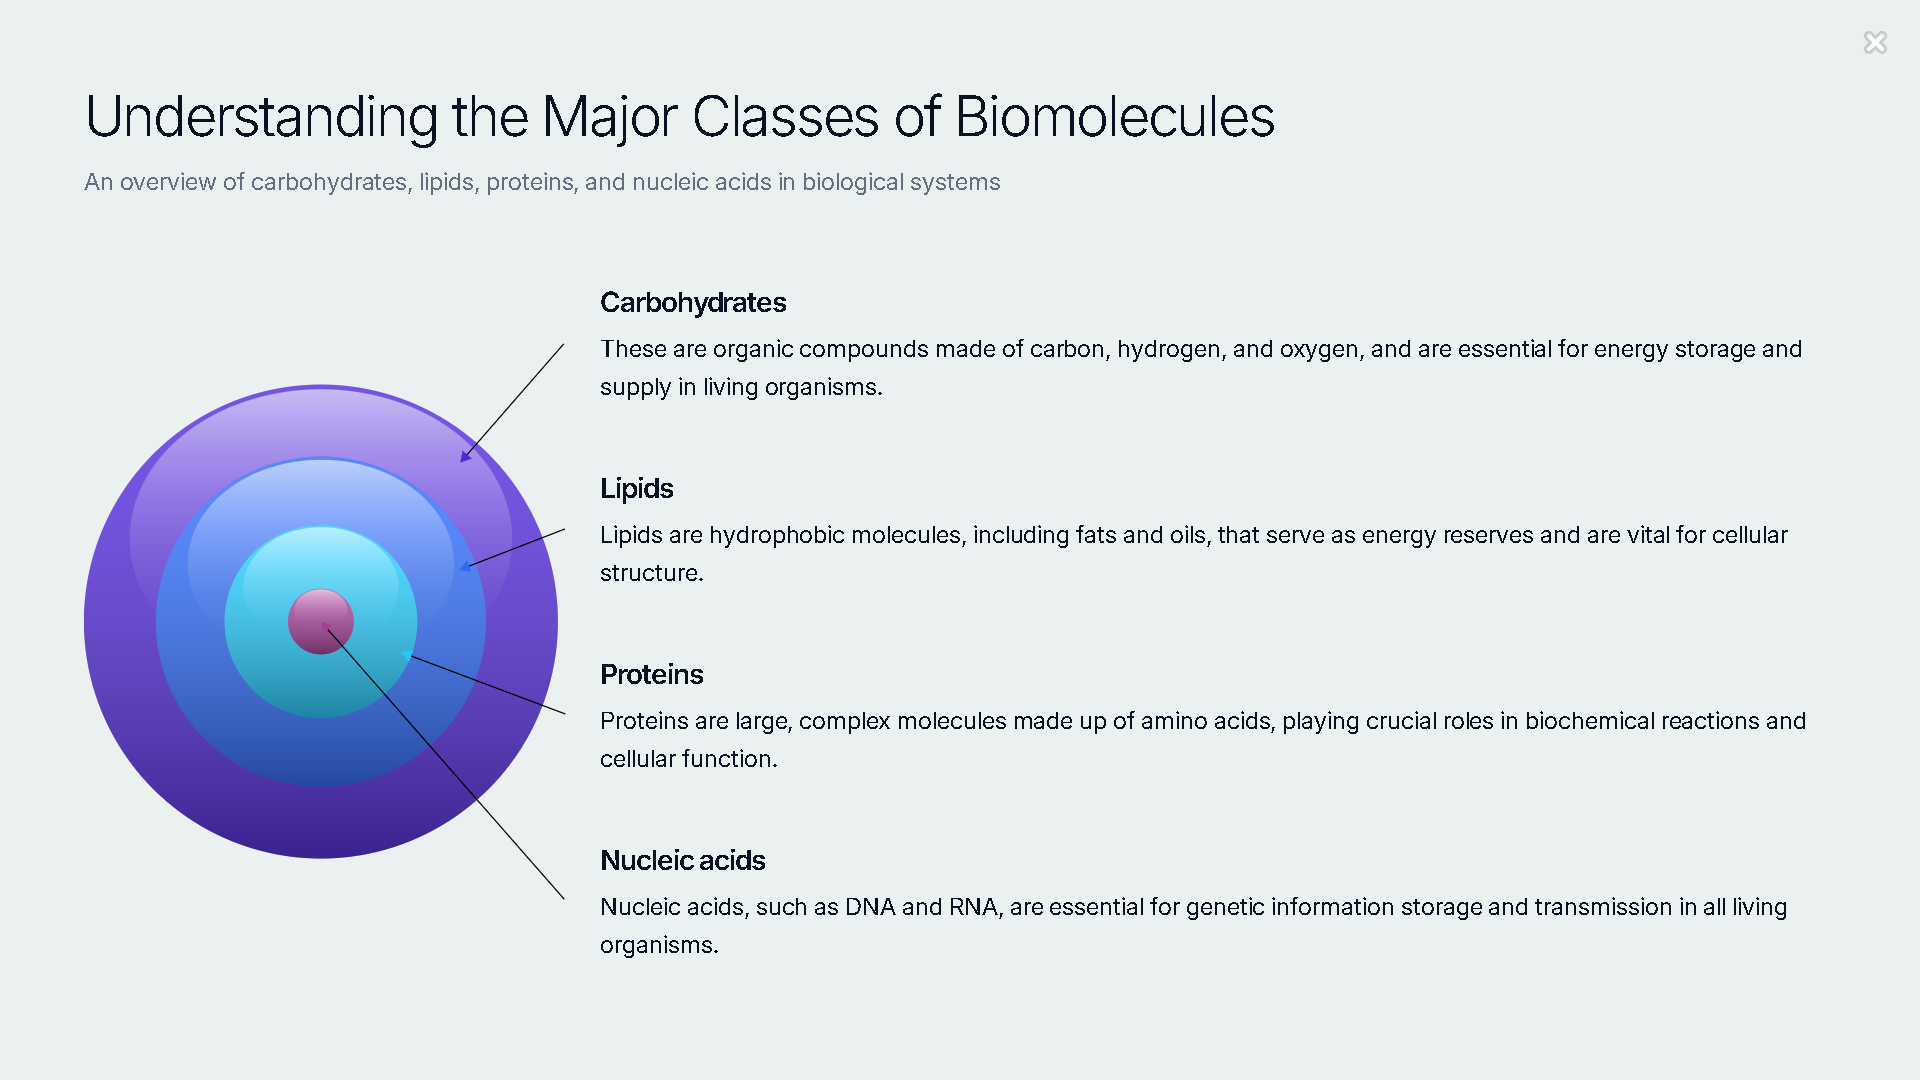 Understanding the Major Classes of Biomolecules
An overview of carbohydrates, lipids, proteins, and nucleic acids in biological systems
Carbohydrates
These are organic compounds made of carbon, hydrogen, and oxygen, and are essential for energy storage and
supply in living organisms.
Lipids
Lipids are hydrophobic molecules, including fats and oils, that serve as energy reserves and are vital for cellular
structure.
Proteins
Proteins are large, complex molecules made up of amino acids, playing crucial roles in biochemical reactions and
cellular function.
Nucleic acids
Nucleic acids, such as DNA and RNA, are essential for genetic information storage and transmission in all living
organisms.